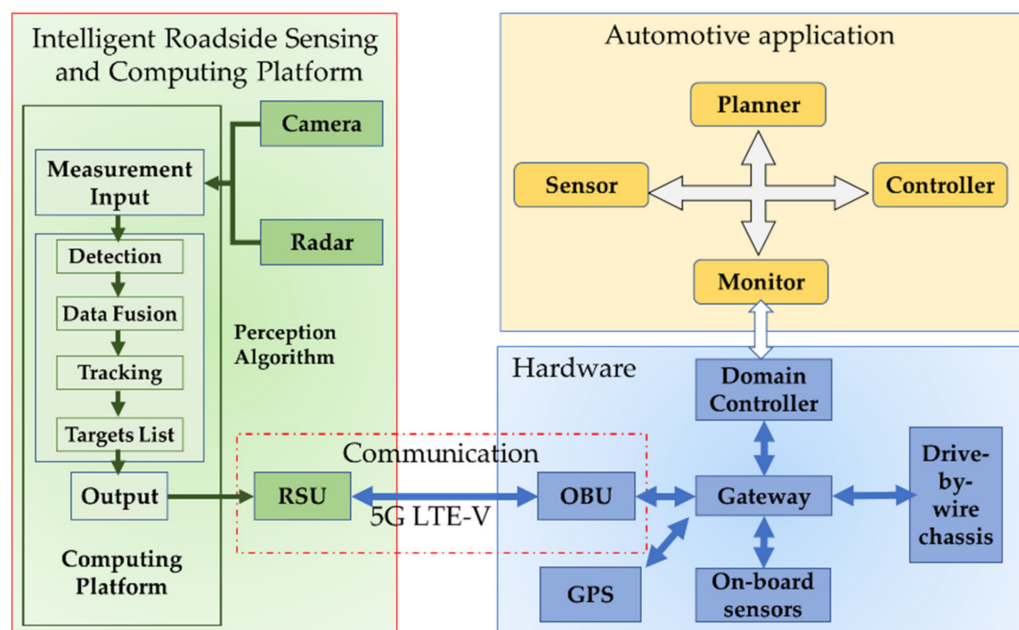 Intelligent Roadside Sensing
and Computing Platform
Camera
Measurement
Input
Radar
Detection
Data Fusion
Perception
Algorithm
Tracking
Targets List
Output
Computing
Platform
RSU
Communication
5G LTE-V
OBU
Automotive application
Planner
Sensor
Controller
Monitor
Hardware
Domain
Controller
Gateway
Drive-
by-
wire
chassis
GPS
On-board
sensors